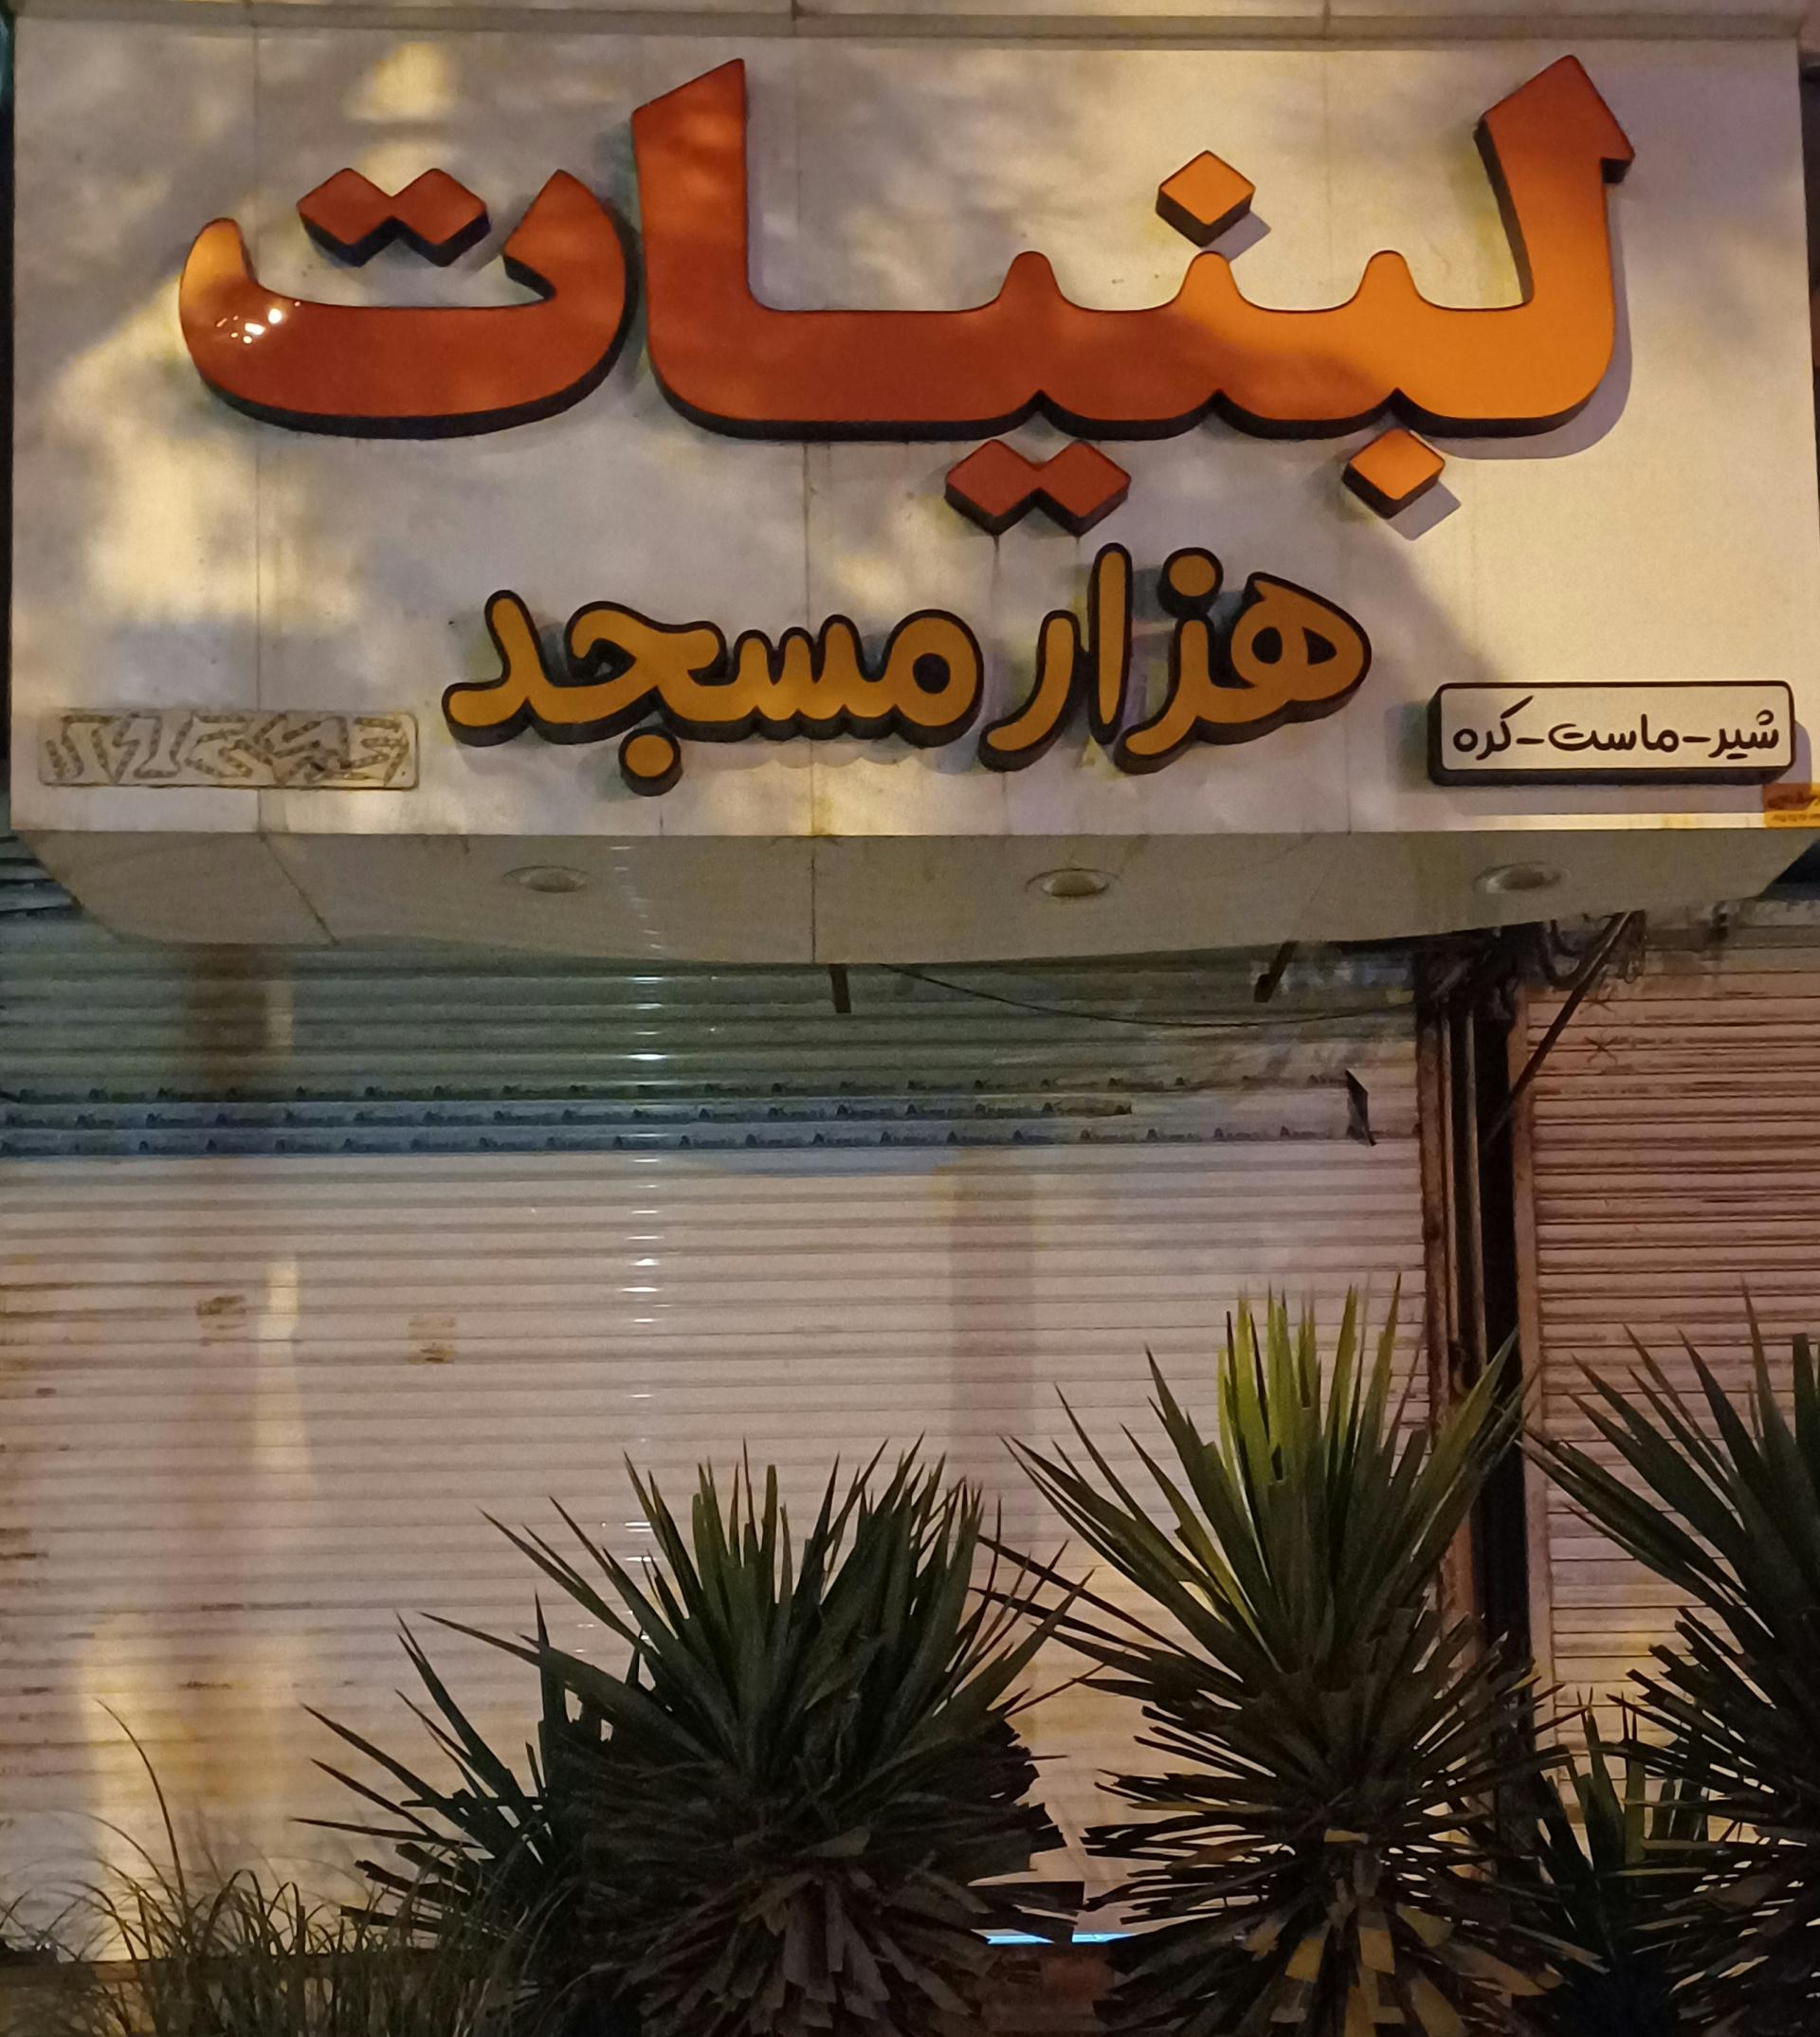 لبنیات
هزار مسجد
شیر-ماست-کره